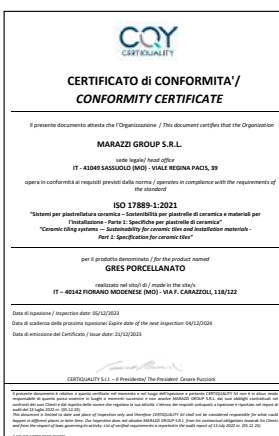 CQY
CERTIQUALITY
CERTIFICATO di CONFORMITA'/
CONFORMITY CERTIFICATE
Il presente documento attesta che l'Organizzazione / This document certifies that the Organization
MARAZZI GROUP S.R.L.
sede legale/ head office
IT - 41049 SASSUOLO (MO) - VIALE REGINA PACIS, 39
opera in conformità ai requisiti previsti dalla norma / operates in compliance with the requirements of
the standard
ISO 17889-1:2021
"Sistemi per piastrellatura ceramica – Sostenibilità per piastrelle di ceramica e materiali per
l'installazione - Parte 1: Specifiche per piastrelle di ceramica"
"Ceramic tiling systems — Sustainability for ceramic tiles and installation materials -
Part 1: Specification for ceramic tiles"
per il prodotto denominato / for the product named
GRES PORCELLANATO
realizzato nel sito/i di / made in the site/s
IT – 40142 FIORANO MODENESE (MO) - VIA F. CARAZZOLI, 118/122
Data di ispezione / Inspection date: 05/12/2023
Data di scadenza della prossima ispezione/ Expire date of the next inspection: 04/12/2024
Data di emissione del Certificato / Issue date: 21/12/2023
CERTIQUALITY S.r.l. – Il Presidente/ The President Cesare Puccioni